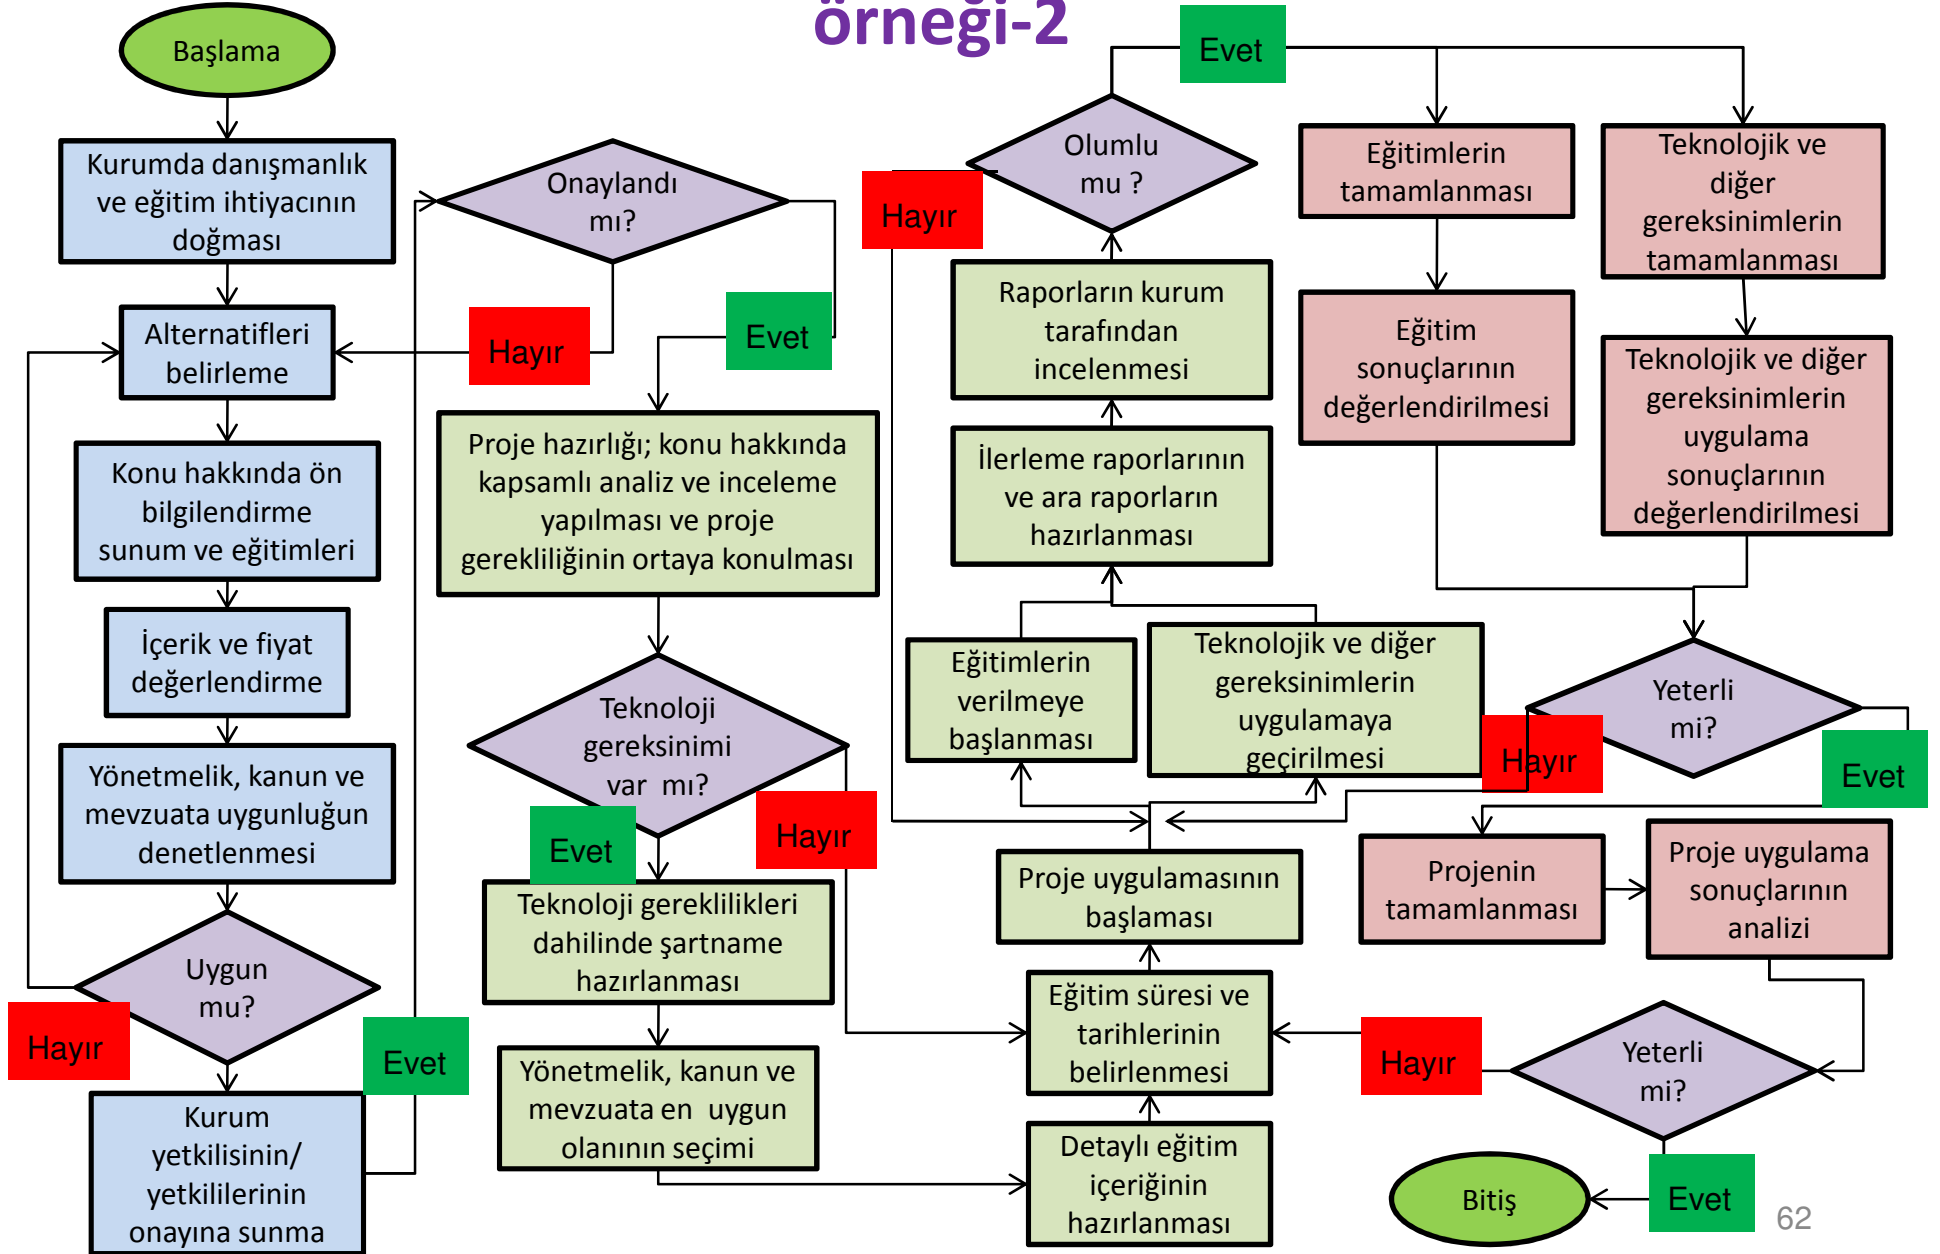 örneği-2
Başlama
Kurumda danışmanlık
ve eğitim ihtiyacının
doğması
Alternatifleri
belirleme
Konu hakkında ön
bilgilendirme
sunum ve eğitimleri
İçerik ve fiyat
değerlendirme
Yönetmelik, kanun ve
mevzuata uygunluğun
denetlenmesi
Uygun
mu?
Hayır
Evet
Kurum
yetkilisinin/
yetkililerinin
onayına sunma
Onaylandı
mı?
Hayır
Evet
Proje hazırlığı; konu hakkında
kapsamlı analiz ve inceleme
yapılması ve proje
gerekliliğinin ortaya konulması
Teknoloji
gereksinimi
var mı?
Evet
Hayır
Teknoloji gereklilikleri
dahilinde şartname
hazırlanması
Yönetmelik, kanun ve
mevzuata en uygun
olanının seçimi
Detaylı eğitim
içeriğinin
hazırlanması
Eğitim süresi ve
tarihlerinin
belirlenmesi
Proje uygulamasının
başlaması
Eğitimlerin
verilmeye
başlanması
Teknolojik ve diğer
gereksinimlerin
uygulamaya
geçirilmesi
İlerleme raporlarının
ve ara raporların
hazırlanması
Raporların kurum
tarafından
incelenmesi
Olumlu
mu ?
Hayır
Evet
Eğitimlerin
tamamlanması
Teknolojik ve
diğer
gereksinimlerin
tamamlanması
Eğitim
sonuçlarının
değerlendirilmesi
Teknolojik ve diğer
gereksinimlerin
uygulama
sonuçlarının
değerlendirilmesi
Yeterli
mi?
Hayır
Evet
Projenin
tamamlanması
Proje uygulama
sonuçlarının
analizi
Yeterli
mi?
Hayır
Evet
Bitiş
62